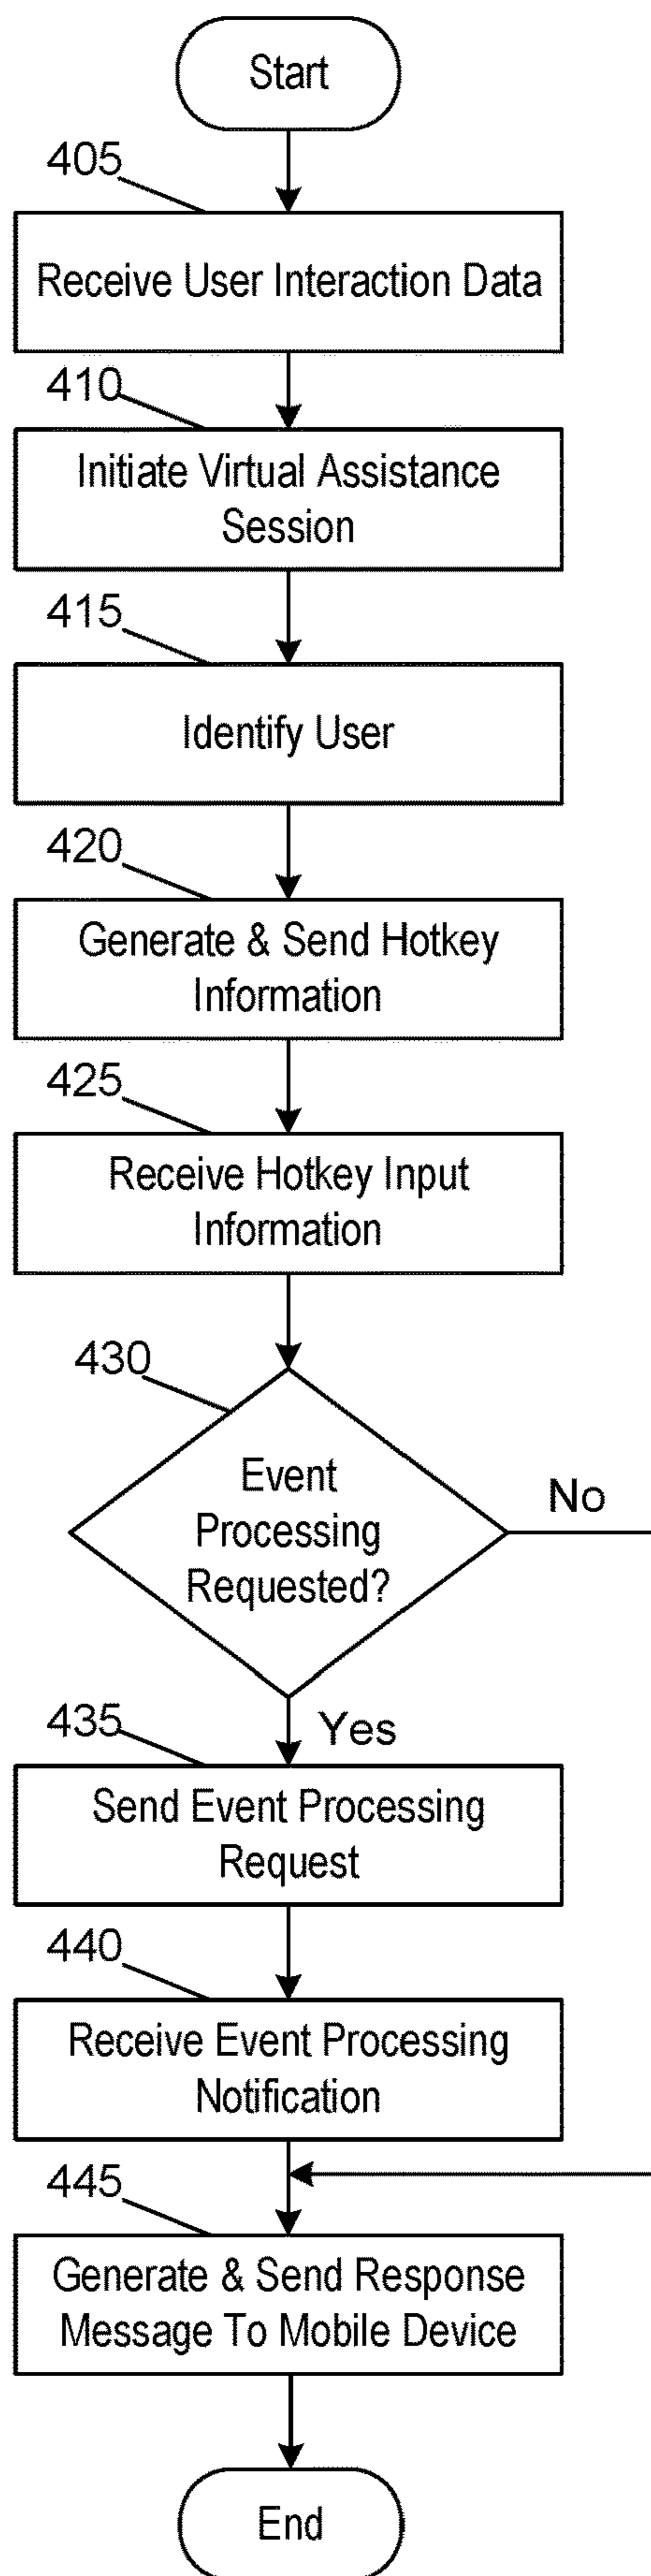 Start
405
Receive User Interaction Data
410
Initiate Virtual Assistance
Session
415
Identify User
420
Generate & Send Hotkey
Information
425
Receive Hotkey Input
Information
430
Event
Processing
Requested?
No
Yes
435
Send Event Processing
Request
440
Receive Event Processing
Notification
445
Generate & Send Response
Message To Mobile Device
End